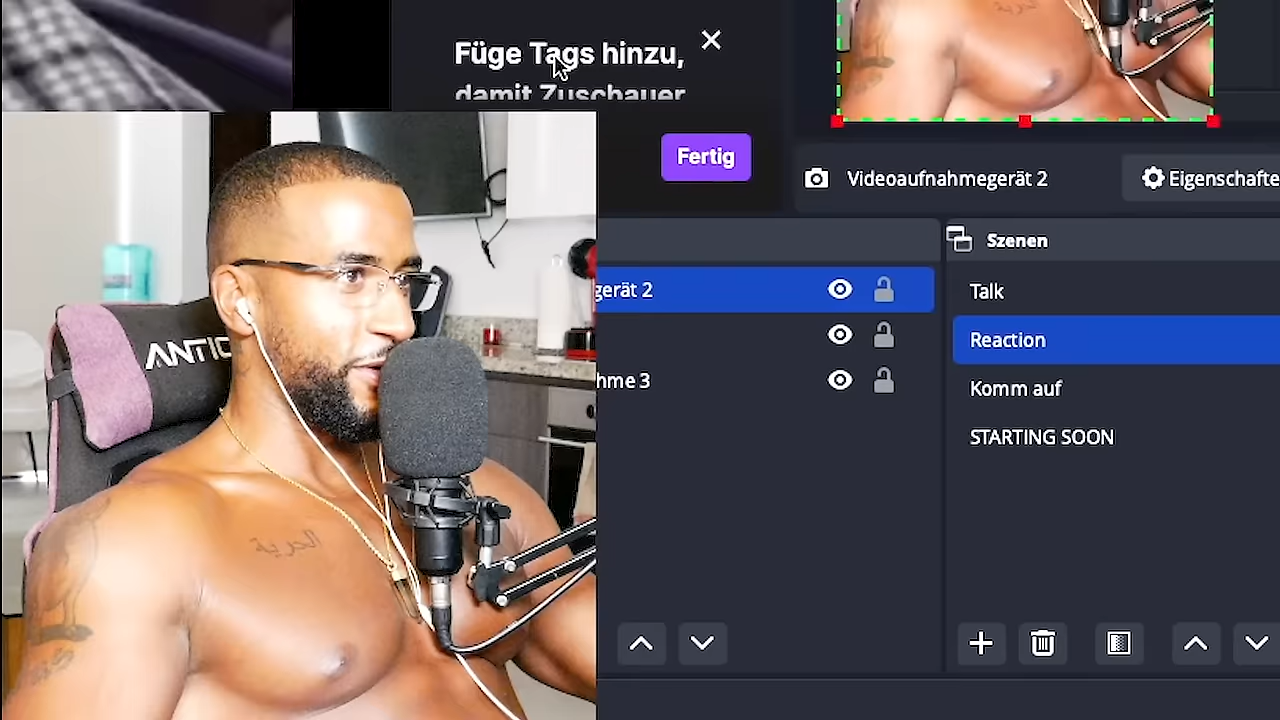 Füge Tags hinzu,
damit Zuschauer
Fertig
Videoaufnahmegerät 2
Eigenschafte
Szenen
gerät 2
Talk
Reaction
hme 3
Komm auf
STARTING SOON
ANTIC